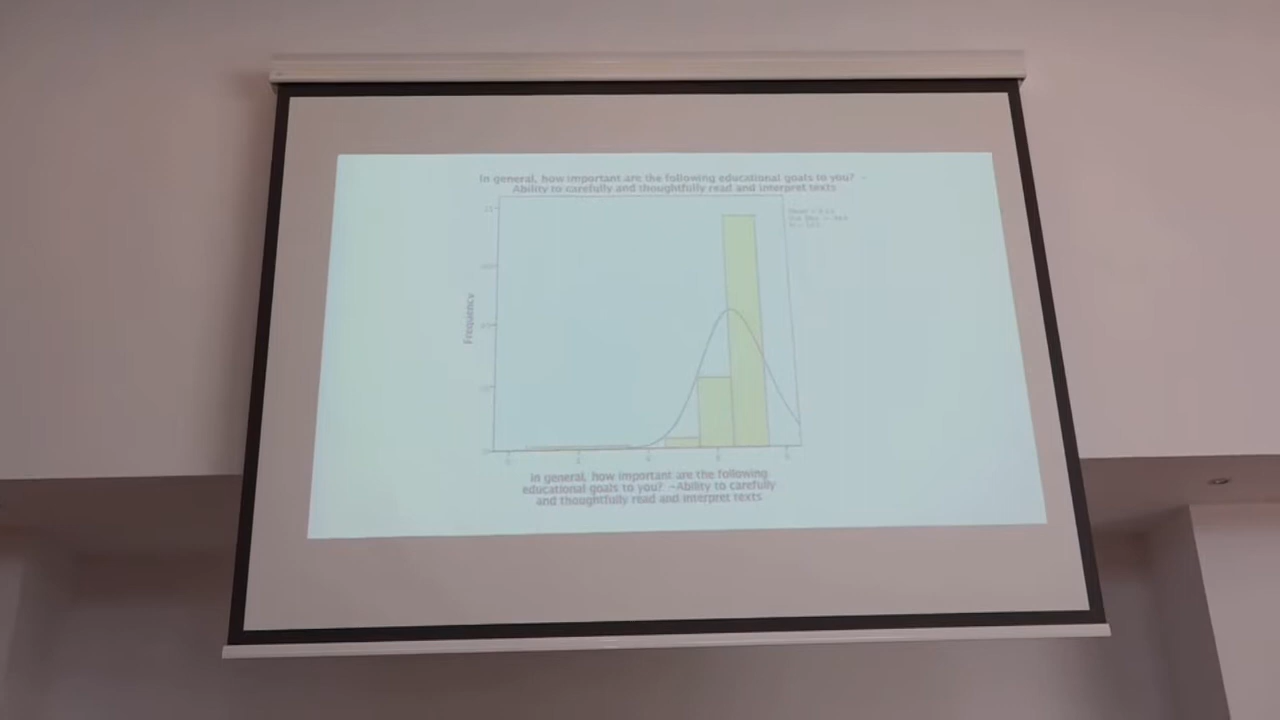 In general, how important are the following educational goals to you? -
Ability to carefully and thoughtfully read and interpret texts
Frequency
In general, how important are the following
educational goals to you? -Ability to carefully
and thoughtfully read and interpret texts